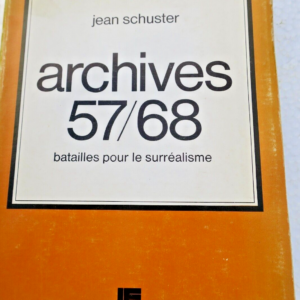 jean schuster
archives
57/68
batailles pour le surréalisme